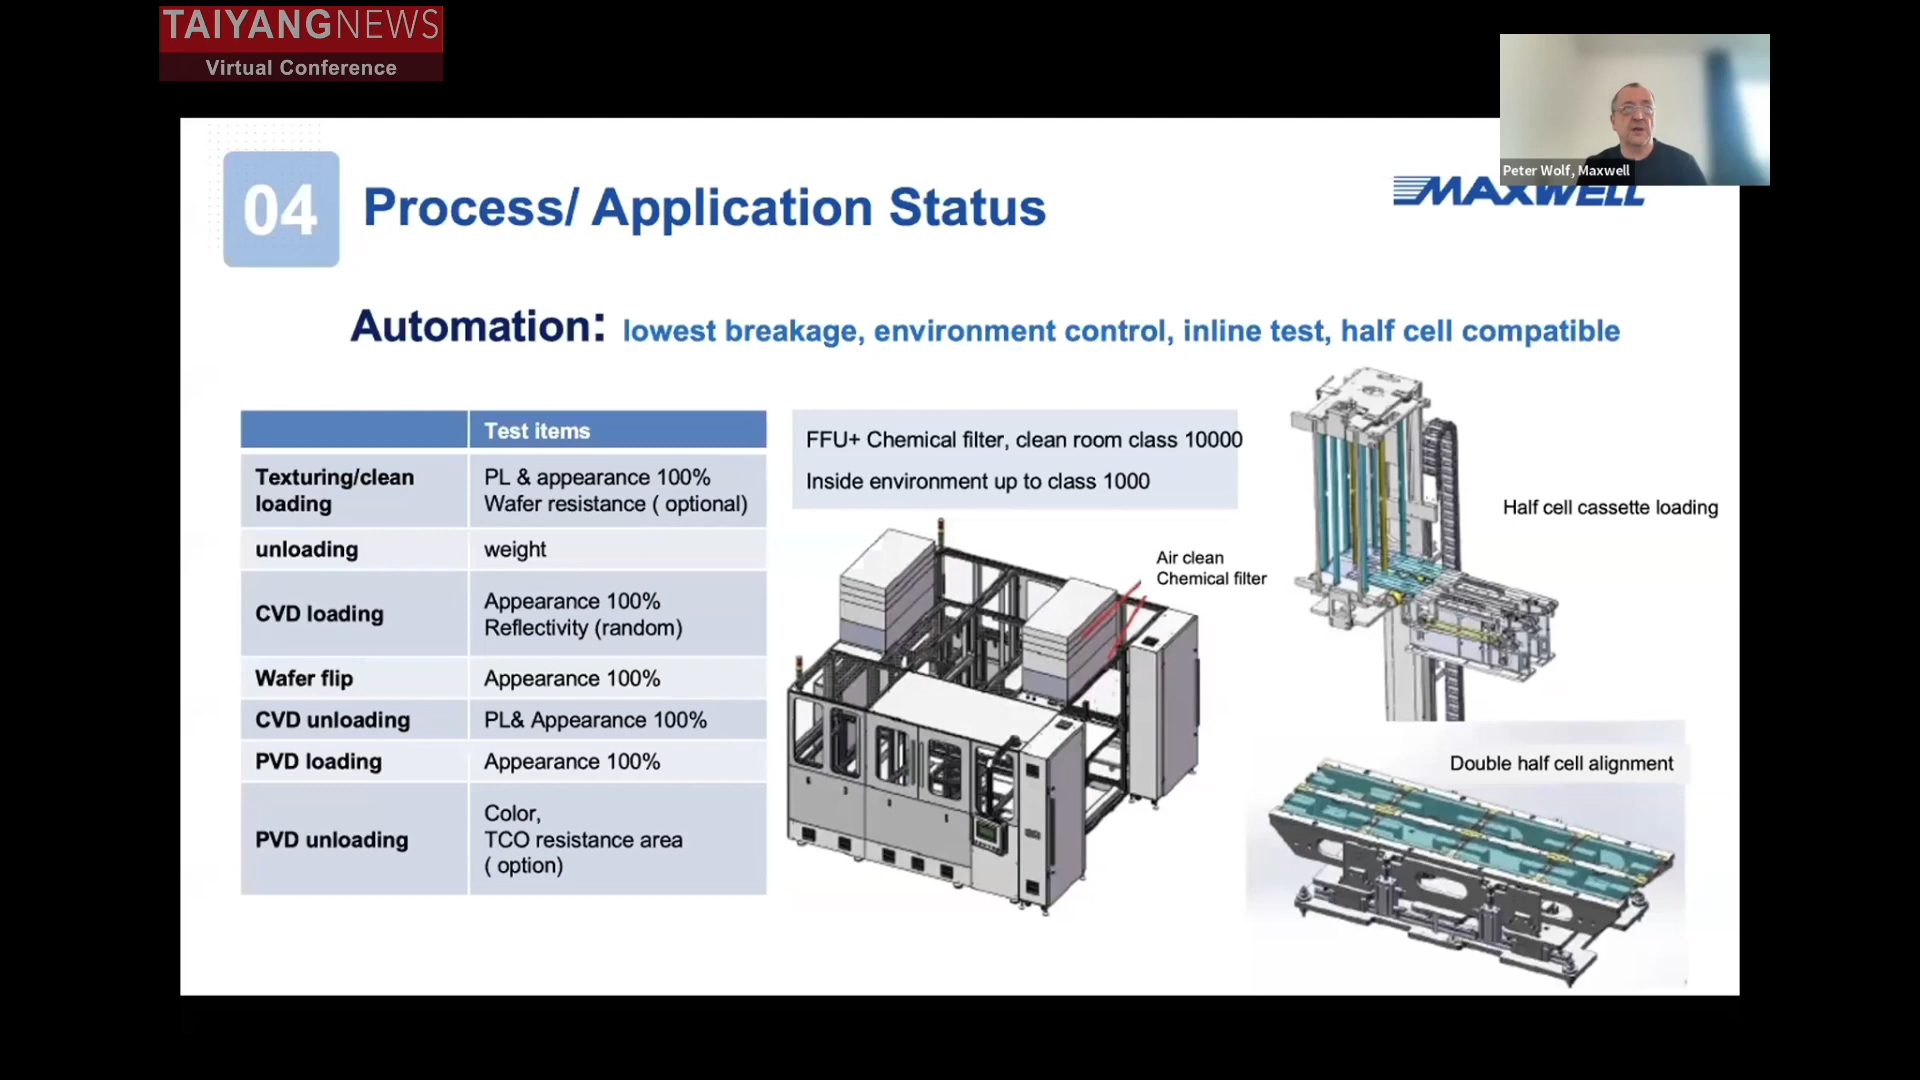 TAIYANGNEWS
Virtual Conference
Peter Wolf, Maxwell
MAXWELL
04
Process/ Application Status
Automation: lowest breakage, environment control, inline test, half cell compatible
Test items
Texturing/clean
loading
PL & appearance 100%
Wafer resistance ( optional)
unloading
weight
CVD loading
Appearance 100%
Reflectivity (random)
Wafer flip
Appearance 100%
CVD unloading
PL& Appearance 100%
PVD loading
Appearance 100%
PVD unloading
Color,
TCO resistance area
( option)
FFU+ Chemical filter, clean room class 10000
Inside environment up to class 1000
Air clean
Chemical filter
Half cell cassette loading
Double half cell alignment